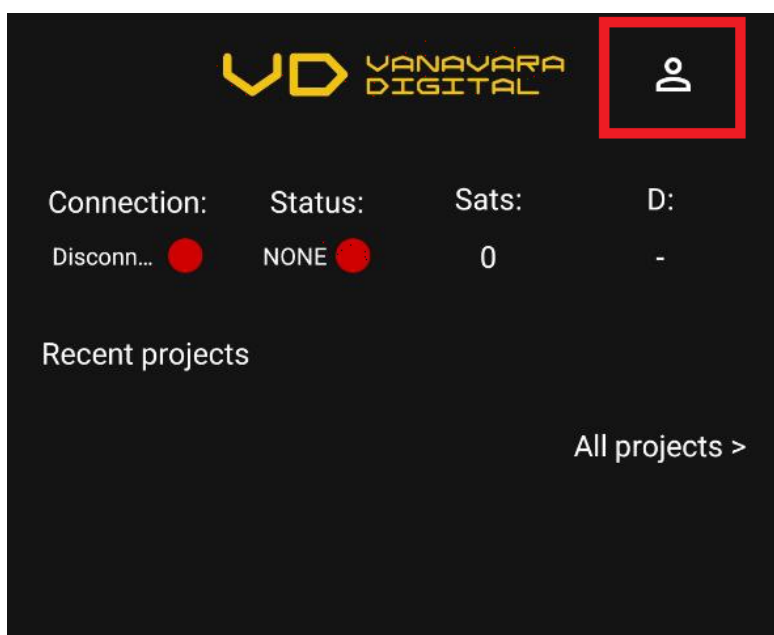 VD VANAVARA
DIGITAL
Connection: Status: Sats: D:
Disconn... NONE 0 -
Recent projects
All projects >